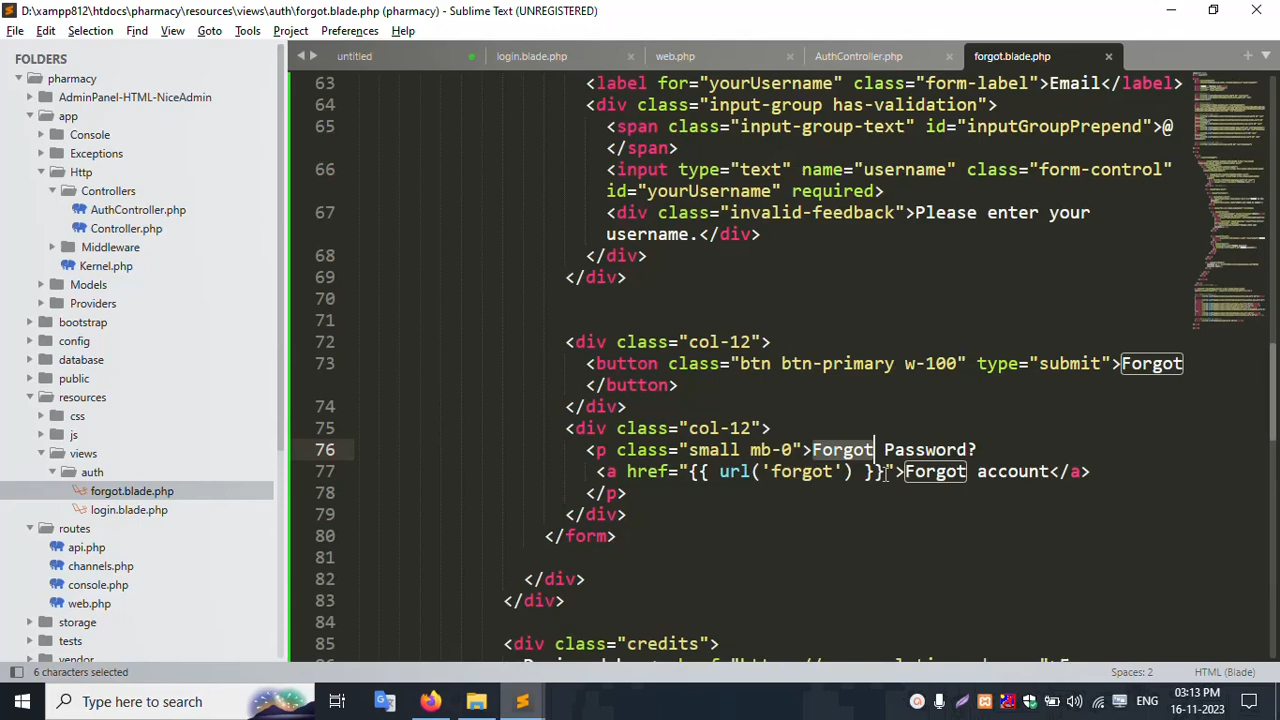 D:\xampp812\htdocs\pharmacy\resources\views\auth\forgot.blade.php (pharmacy) - Sublime Text (UNREGISTERED)
File Edit Selection Find View Goto Tools Project Preferences Help
FOLDERS
pharmacy
AdminPanel-HTML-NiceAdmin
app
Console
Exceptions
Http
Controllers
AuthController.php
Controller.php
Middleware
Kernel.php
Models
Providers
bootstrap
config
database
public
resources
css
js
views
auth
forgot.blade.php
login.blade.php
routes
api.php
channels.php
console.php
web.php
storage
tests
vendor
untitled login.blade.php web.php AuthController.php forgot.blade.php
63 <label for="yourUsername" class="form-label">Email</label>
64 <div class="input-group has-validation">
65 <span class="input-group-text" id="inputGroupPrepend">@
</span>
66 <input type="text" name="username" class="form-control"
id="yourUsername" required>
67 <div class="invalid-feedback">Please enter your
username.</div>
68 </div>
69 </div>
70
71
72 <div class="col-12">
73 <button class="btn btn-primary w-100" type="submit">Forgot
</button>
74 </div>
75 <div class="col-12">
76 <p class="small mb-0">Forgot Password?
77 <a href="{{ url('forgot') }}">Forgot account</a>
78 </p>
79 </div>
80 </form>
81
82 </div>
83 </div>
84
85 <div class="credits">
6 characters selected
Spaces: 2 HTML (Blade)
Type here to search
ENG
03:13 PM
16-11-2023